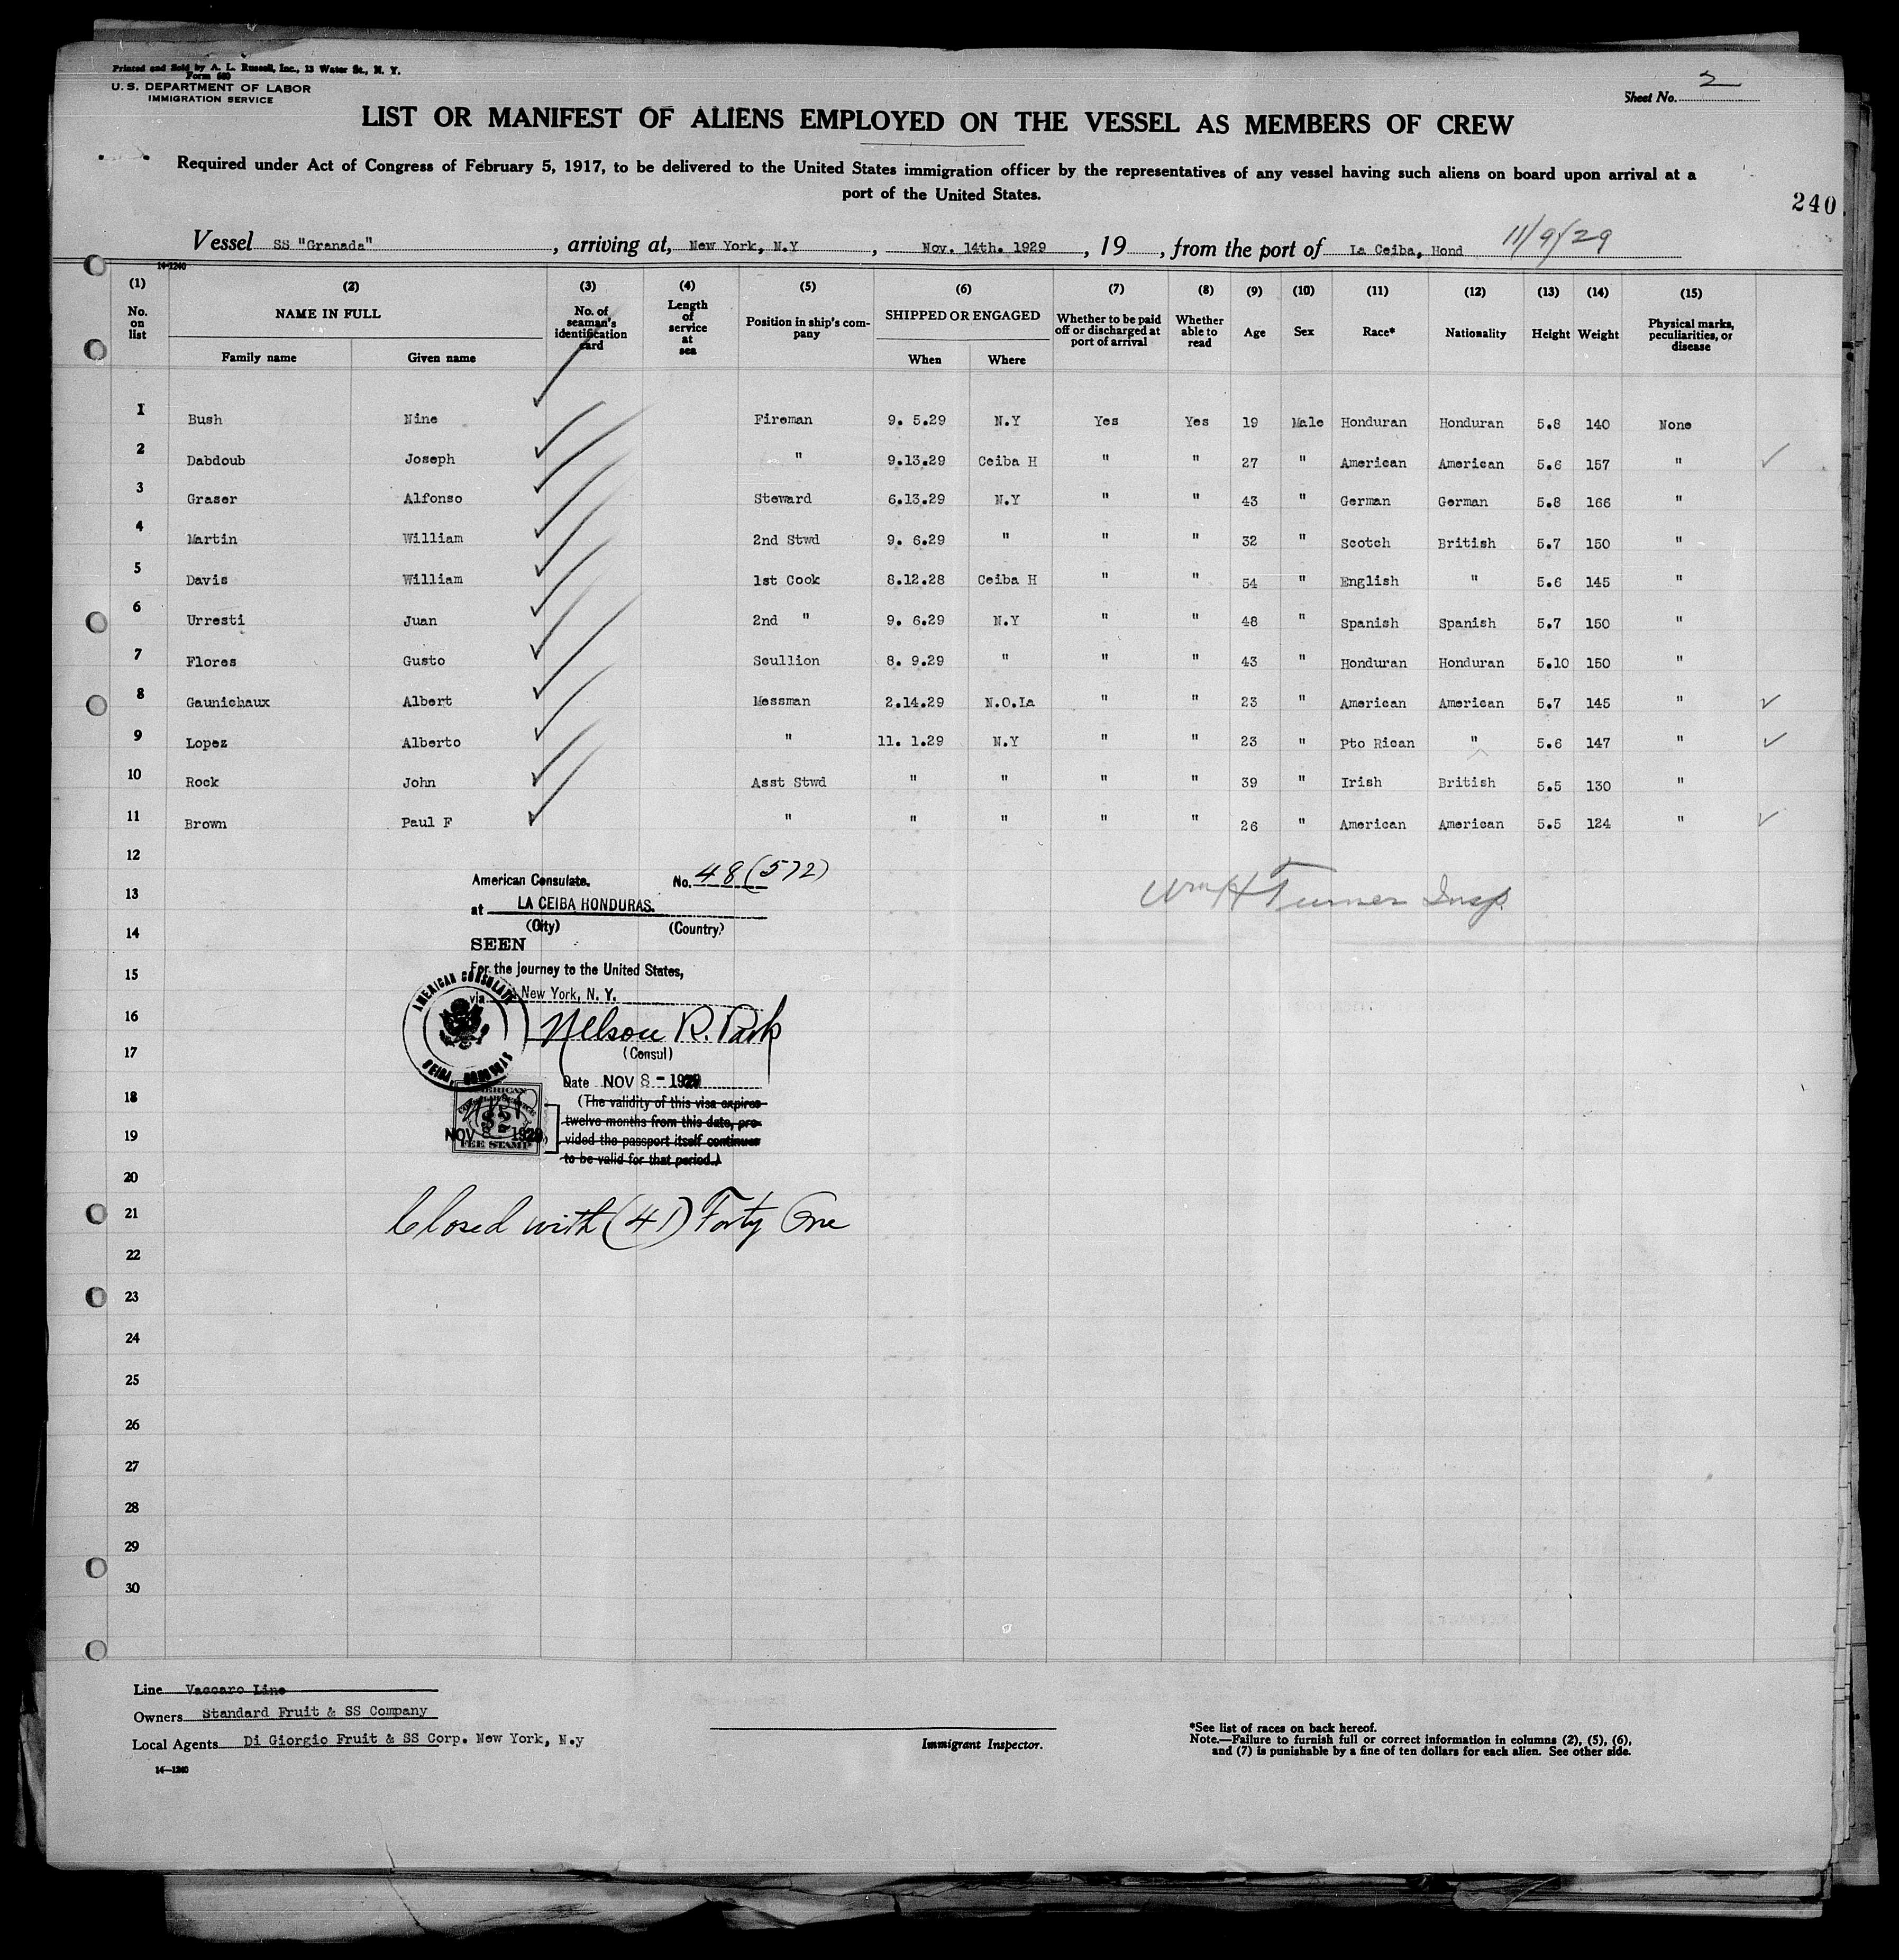 Printed and Sold by A. L. Russell, Inc., 13 Water St., N. Y.
Form 680
U. S. DEPARTMENT OF LABOR
IMMIGRATION SERVICE
Sheet No. 2
LIST OR MANIFEST OF ALIENS EMPLOYED ON THE VESSEL AS MEMBERS OF CREW
Required under Act of Congress of February 5, 1917, to be delivered to the United States immigration officer by the representatives of any vessel having such aliens on board upon arrival at a
port of the United States.
240
Vessel SS "Granada", arriving at, New York, N.Y, Nov. 14th. 1929, 19, from the port of La Ceiba, Hond 11/9/29
14-1240
(1) (2) (3) (4) (5) (6) (7) (8) (9) (10) (11) (12) (13) (14) (15)
No. on list NAME IN FULL Family name Given name No. of seaman's identification card Length of service at sea Position in ship's company SHIPPED OR ENGAGED When Where Whether to be paid off or discharged at port of arrival Whether able to read Age Sex Race* Nationality Height Weight Physical marks, peculiarities, or disease
1 Bush Nine Fireman 9. 5.29 N.Y Yes Yes 19 Male Honduran Honduran 5.8 140 None
2 Dabdoub Joseph " 9.13.29 Ceiba H " " 27 " American American 5.6 157 " ✓
3 Graser Alfonso Steward 6.13.29 N.Y " " 43 " German German 5.8 166 "
4 Martin William 2nd Stwd 9. 6.29 " " " 32 " Scotch British 5.7 150 "
5 Davis William 1st Cook 8.12.28 Ceiba H " " 54 " English " 5.6 145 "
6 Urresti Juan 2nd " 9. 6.29 N.Y " " 48 " Spanish Spanish 5.7 150 "
7 Flores Gusto Scullion 8. 9.29 " " " 43 " Honduran Honduran 5.10 150 "
8 Gaunichaux Albert Messman 2.14.29 N.O.La " " 23 " American American 5.7 145 " ✓
9 Lopez Alberto " 11. 1.29 N.Y " " 23 " Pto Rican " 5.6 147 " ✓
10 Rock John Asst Stwd " " " " 39 " Irish British 5.5 130 "
11 Brown Paul F " " " " " 26 " American American 5.5 124 " ✓
12
American Consulate. No. 48 (572)
13
Wm H Turner Insp.
at LA CEIBA HONDURAS.
(City) (Country)
14
SEEN
15
For the journey to the United States,
via New York, N. Y.
AMERICAN CONSULATE
CEIBA, HONDURAS
16
Nelson R. Park
17
(Consul)
Date NOV 8 - 1929
18
(The validity of this visa expires
twelve months from this date, pro-
vided the passport itself continues
to be valid for that period.)
AMERICAN
$2
NOV 8 1929
FEE STAMP
19
20
21
Closed with (41) Forty One
22
23
24
25
26
27
28
29
30
Line Vaccaro Line
Owners Standard Fruit & SS Company
Local Agents Di Giorgio Fruit & SS Corp. New York, N.y
14—1240
Immigrant Inspector.
*See list of races on back hereof.
Note.—Failure to furnish full or correct information in columns (2), (5), (6),
and (7) is punishable by a fine of ten dollars for each alien. See other side.